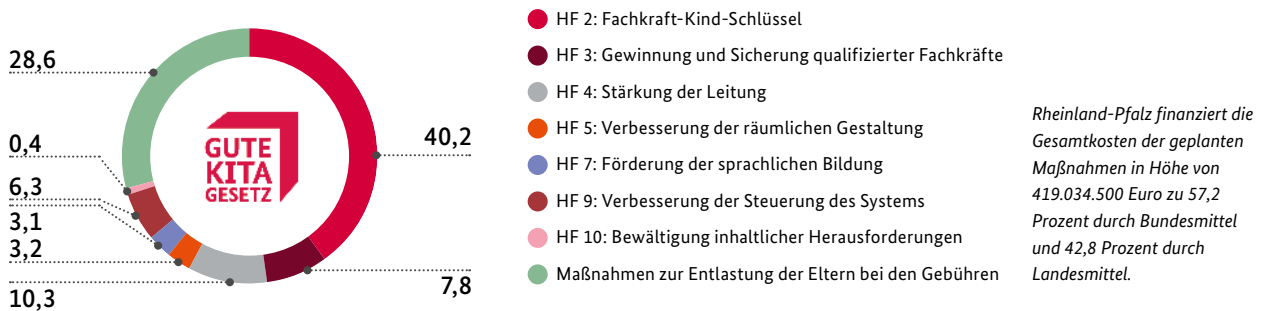 28,6
0,4
6,3
3,1
3,2
10,3
40,2
7,8
GUTE
KITA
GESETZ
HF 2: Fachkraft-Kind-Schlüssel
HF 3: Gewinnung und Sicherung qualifizierter Fachkräfte
HF 4: Stärkung der Leitung
HF 5: Verbesserung der räumlichen Gestaltung
HF 7: Förderung der sprachlichen Bildung
HF 9: Verbesserung der Steuerung des Systems
HF 10: Bewältigung inhaltlicher Herausforderungen
Maßnahmen zur Entlastung der Eltern bei den Gebühren
Rheinland-Pfalz finanziert die
Gesamtkosten der geplanten
Maßnahmen in Höhe von
419.034.500 Euro zu 57,2
Prozent durch Bundesmittel
und 42,8 Prozent durch
Landesmittel.